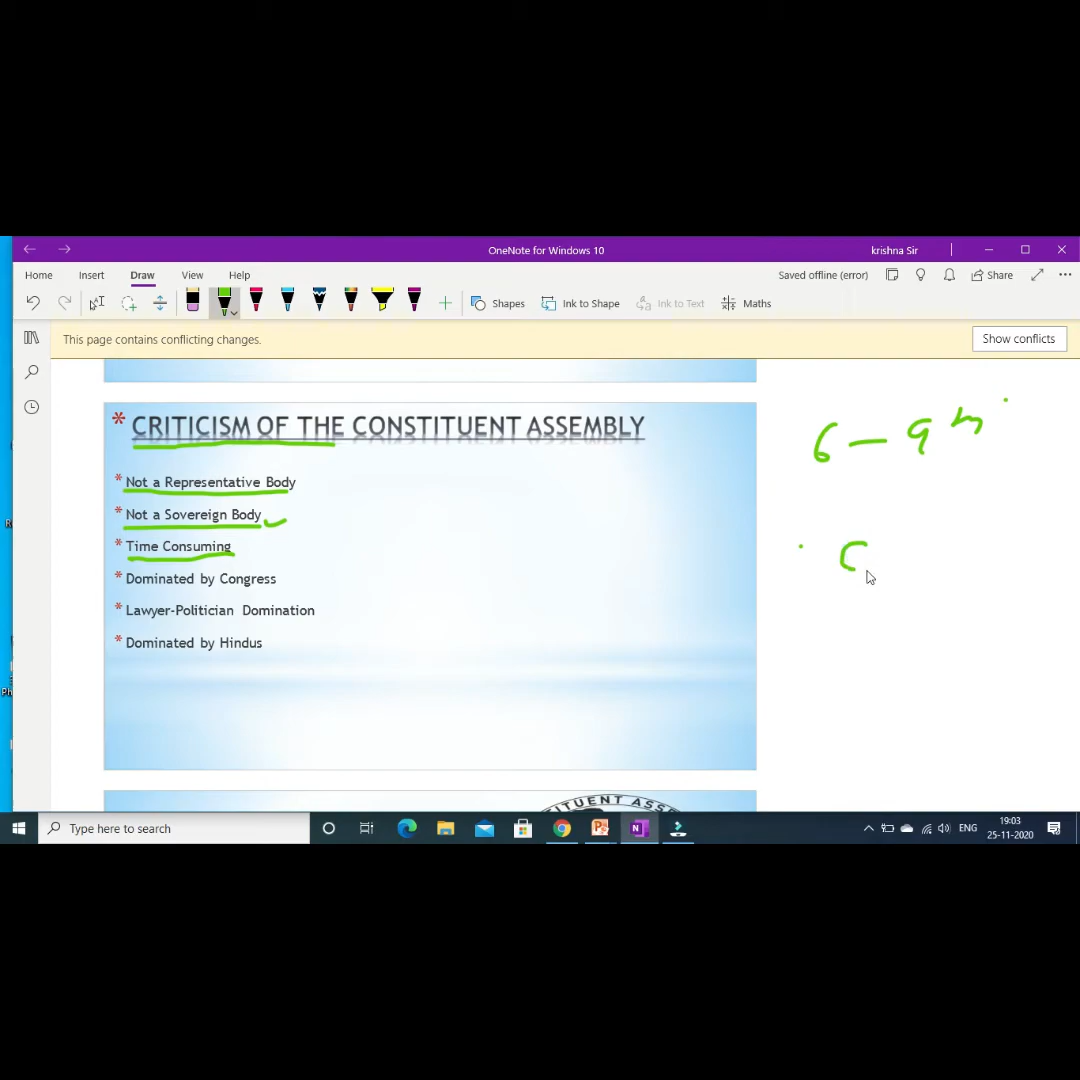 OneNote for Windows 10
krishna Sir
Home Insert Draw View Help
Saved offline (error) Share
Shapes Ink to Shape Ink to Text Maths
This page contains conflicting changes. Show conflicts
* CRITICISM OF THE CONSTITUENT ASSEMBLY
6 – 9 m
* Not a Representative Body
* Not a Sovereign Body
* Time Consuming
C
* Dominated by Congress
* Lawyer-Politician Domination
* Dominated by Hindus
Type here to search
ENG
19:03
25-11-2020